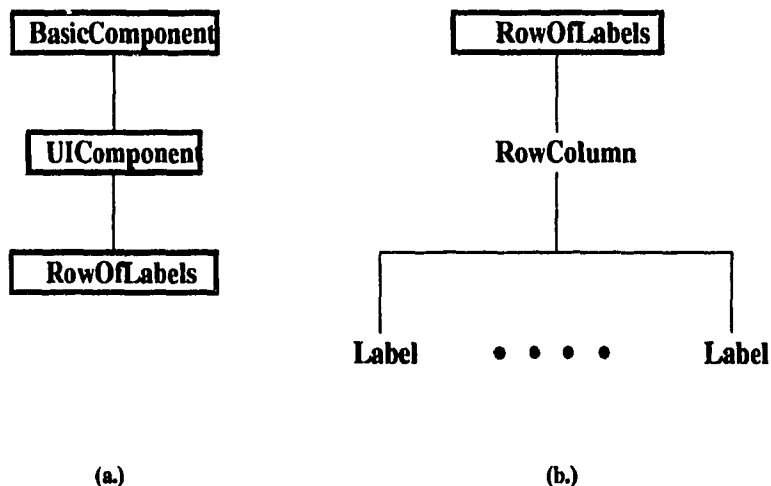 BasicComponent
UIComponent
RowOfLabels
(a.)
RowOfLabels
RowColumn
Label • • • • Label
(b.)